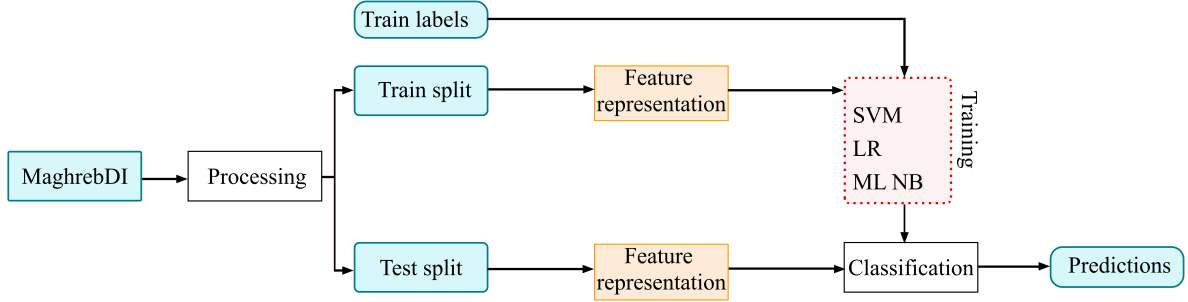 Train labels
Train split
Feature
representation
SVM
LR
ML NB
Training
MaghrebDI
Processing
Test split
Feature
representation
Classification
Predictions